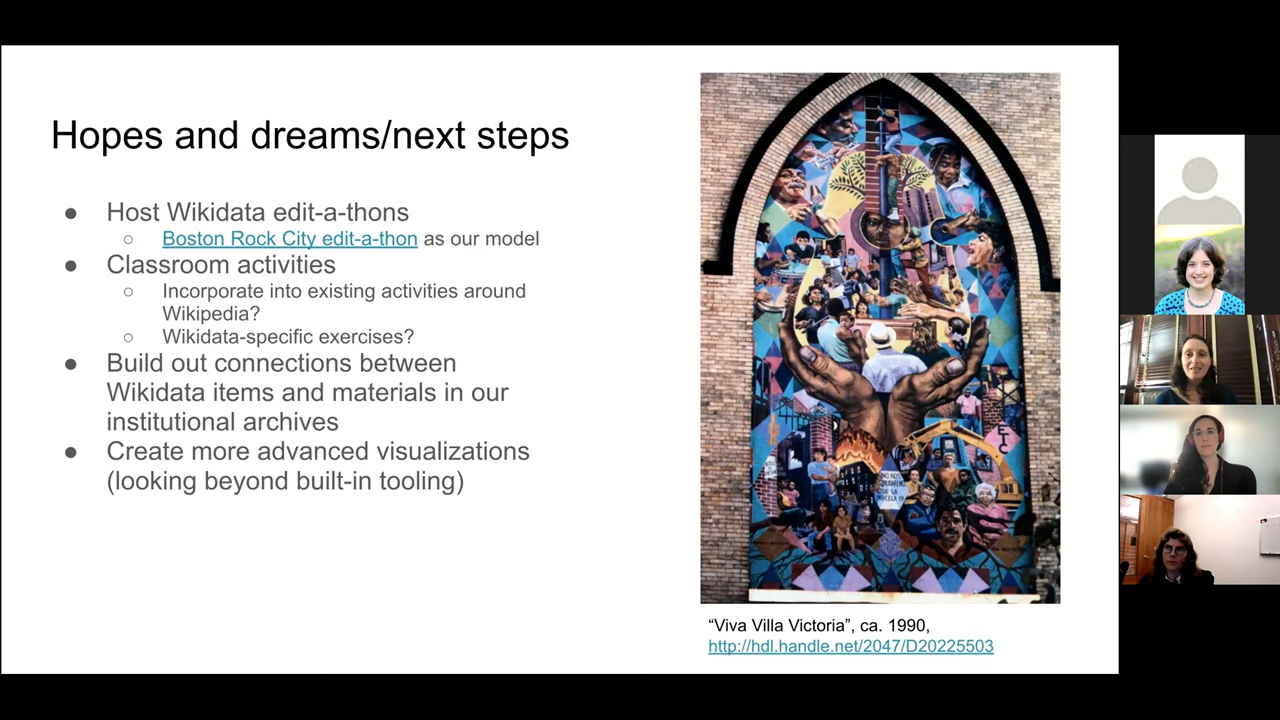 Hopes and dreams/next steps
● Host Wikidata edit-a-thons
○ Boston Rock City edit-a-thon as our model
● Classroom activities
○ Incorporate into existing activities around
Wikipedia?
○ Wikidata-specific exercises?
● Build out connections between
Wikidata items and materials in our
institutional archives
● Create more advanced visualizations
(looking beyond built-in tooling)
“Viva Villa Victoria”, ca. 1990,
http://hdl.handle.net/2047/D20225503